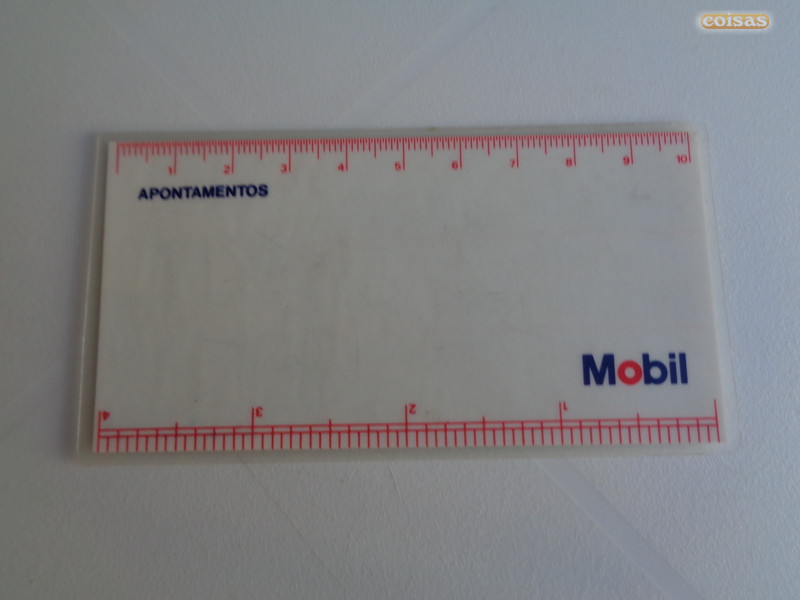 coisas
1 2 3 4 5 6 7 8 9 10
APONTAMENTOS
Mobil
4 3 2 1